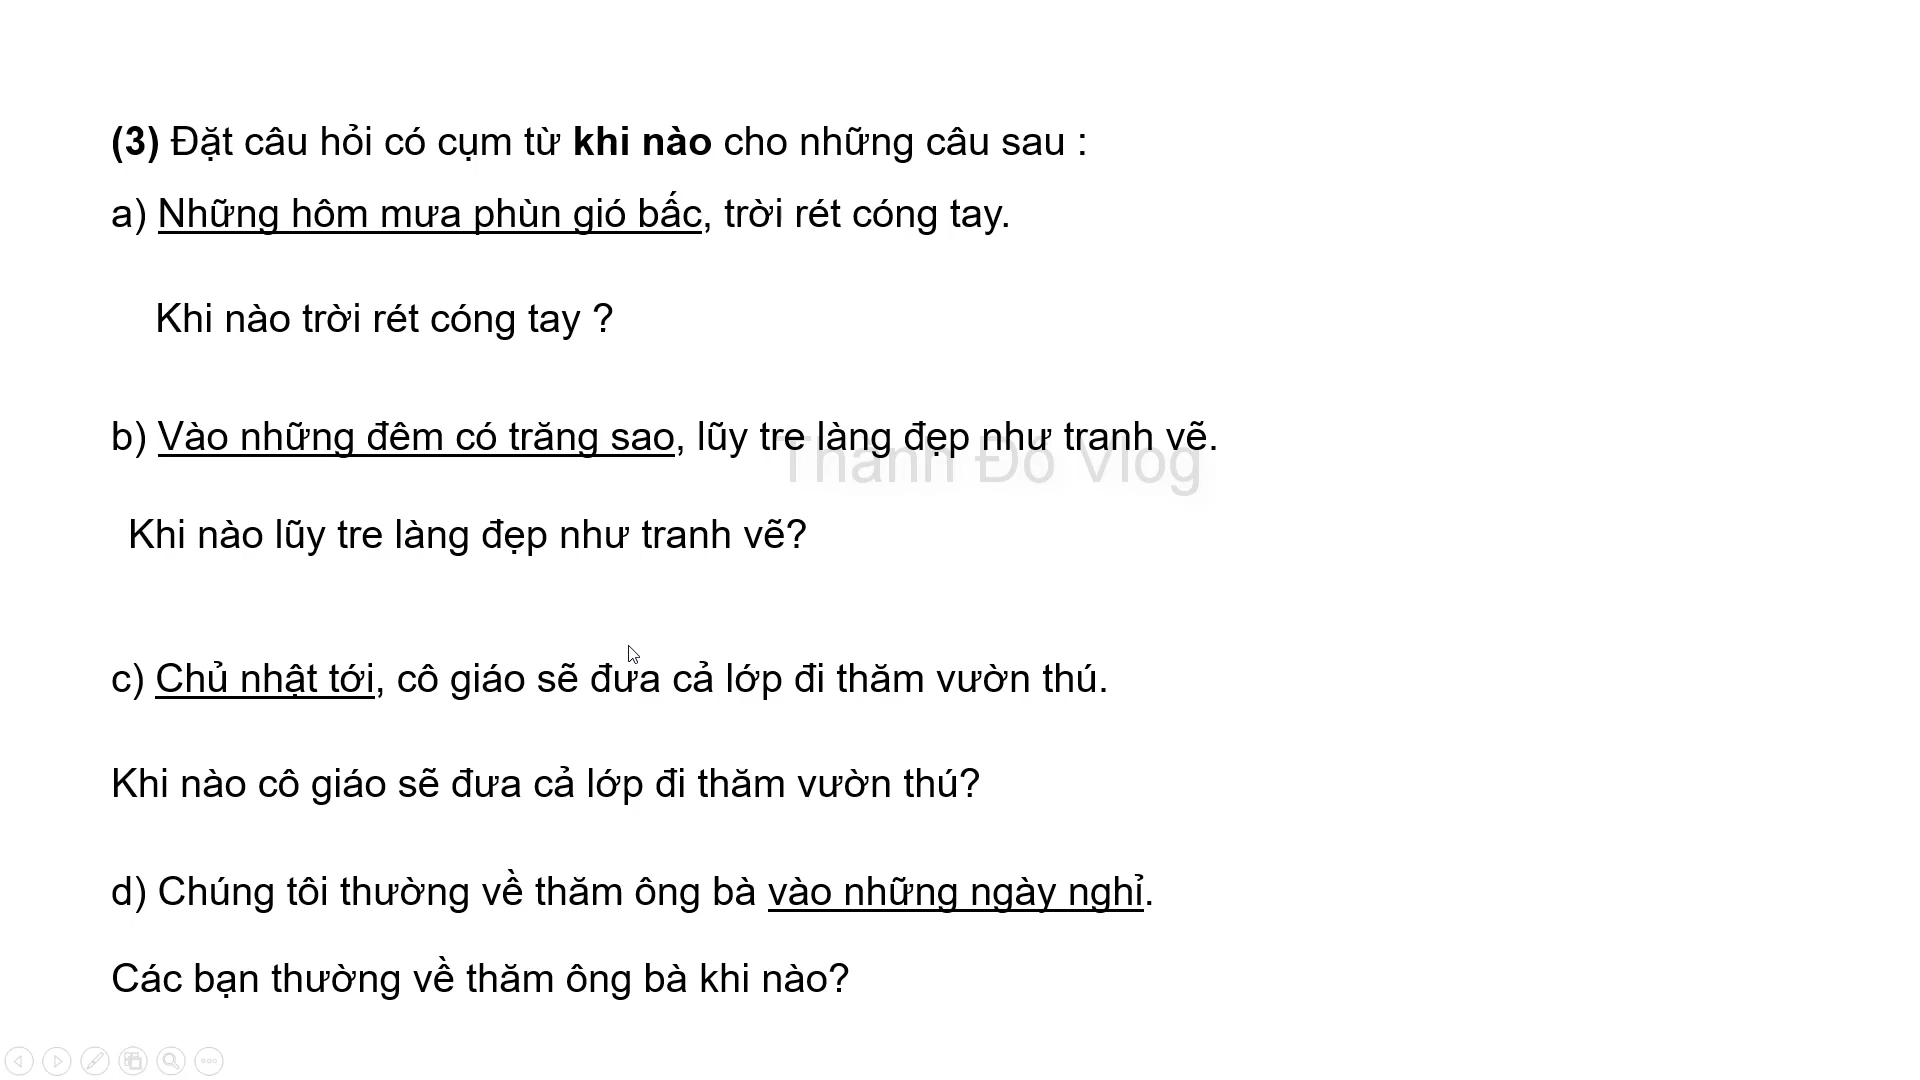 (3) Đặt câu hỏi có cụm từ khi nào cho những câu sau :
a) Những hôm mưa phùn gió bấc, trời rét cóng tay.
Khi nào trời rét cóng tay ?
b) Vào những đêm có trăng sao, lũy tre làng đẹp như tranh vẽ.
Thanh Đô Vlog
Khi nào lũy tre làng đẹp như tranh vẽ?
c) Chủ nhật tới, cô giáo sẽ đưa cả lớp đi thăm vườn thú.
Khi nào cô giáo sẽ đưa cả lớp đi thăm vườn thú?
d) Chúng tôi thường về thăm ông bà vào những ngày nghỉ.
Các bạn thường về thăm ông bà khi nào?